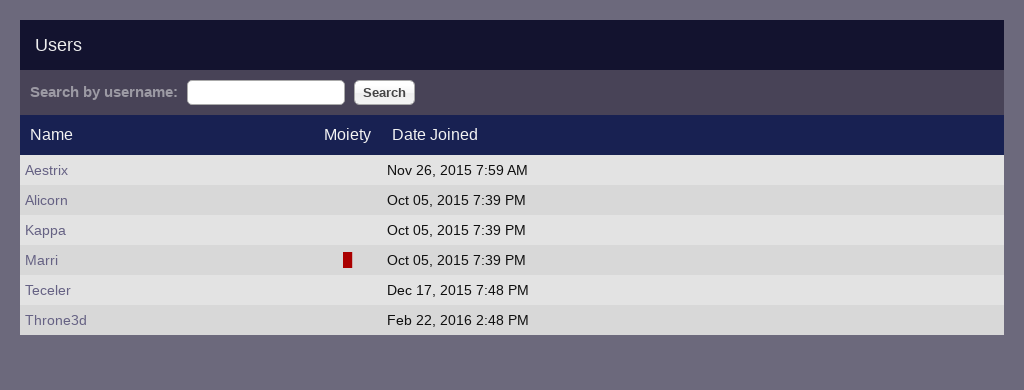 Users
Search by username: Search
Name Moiety Date Joined
Aestrix Nov 26, 2015 7:59 AM
Alicorn Oct 05, 2015 7:39 PM
Kappa Oct 05, 2015 7:39 PM
Marri Oct 05, 2015 7:39 PM
Teceler Dec 17, 2015 7:48 PM
Throne3d Feb 22, 2016 2:48 PM